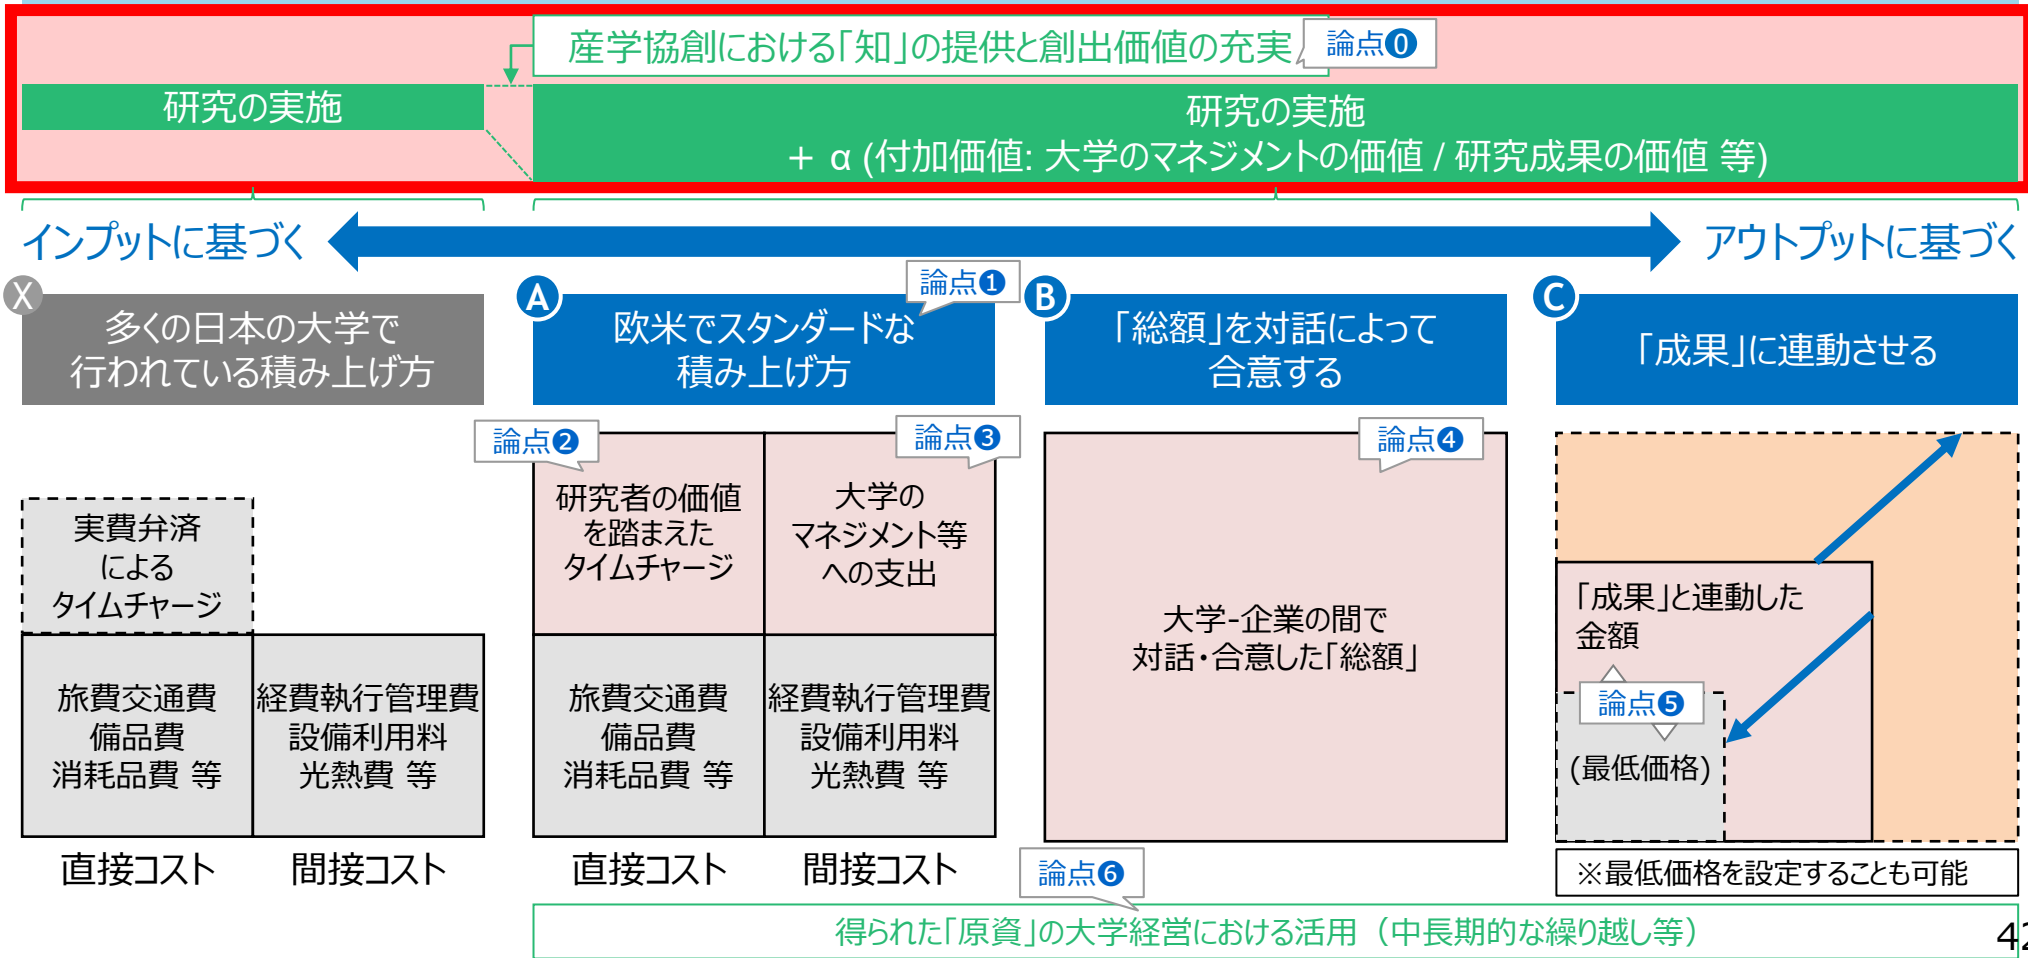 産学協創における「知」の提供と創出価値の充実
論点⓿
研究の実施
研究の実施
＋ α (付加価値: 大学のマネジメントの価値 / 研究成果の価値 等)
インプットに基づく
アウトプットに基づく
X
多くの日本の大学で
行われている積み上げ方
A
欧米でスタンダードな
積み上げ方
論点❶
B
「総額」を対話によって
合意する
C
「成果」に連動させる
実費弁済
による
タイムチャージ
旅費交通費
備品費
消耗品費 等
経費執行管理費
設備利用料
光熱費 等
直接コスト
間接コスト
論点❷
研究者の価値
を踏まえた
タイムチャージ
論点❸
大学の
マネジメント等
への支出
旅費交通費
備品費
消耗品費 等
経費執行管理費
設備利用料
光熱費 等
直接コスト
間接コスト
論点❹
大学-企業の間で
対話・合意した「総額」
「成果」と連動した
金額
論点❺
(最低価格)
※最低価格を設定することも可能
論点❻
得られた「原資」の大学経営における活用（中長期的な繰り越し等）
42